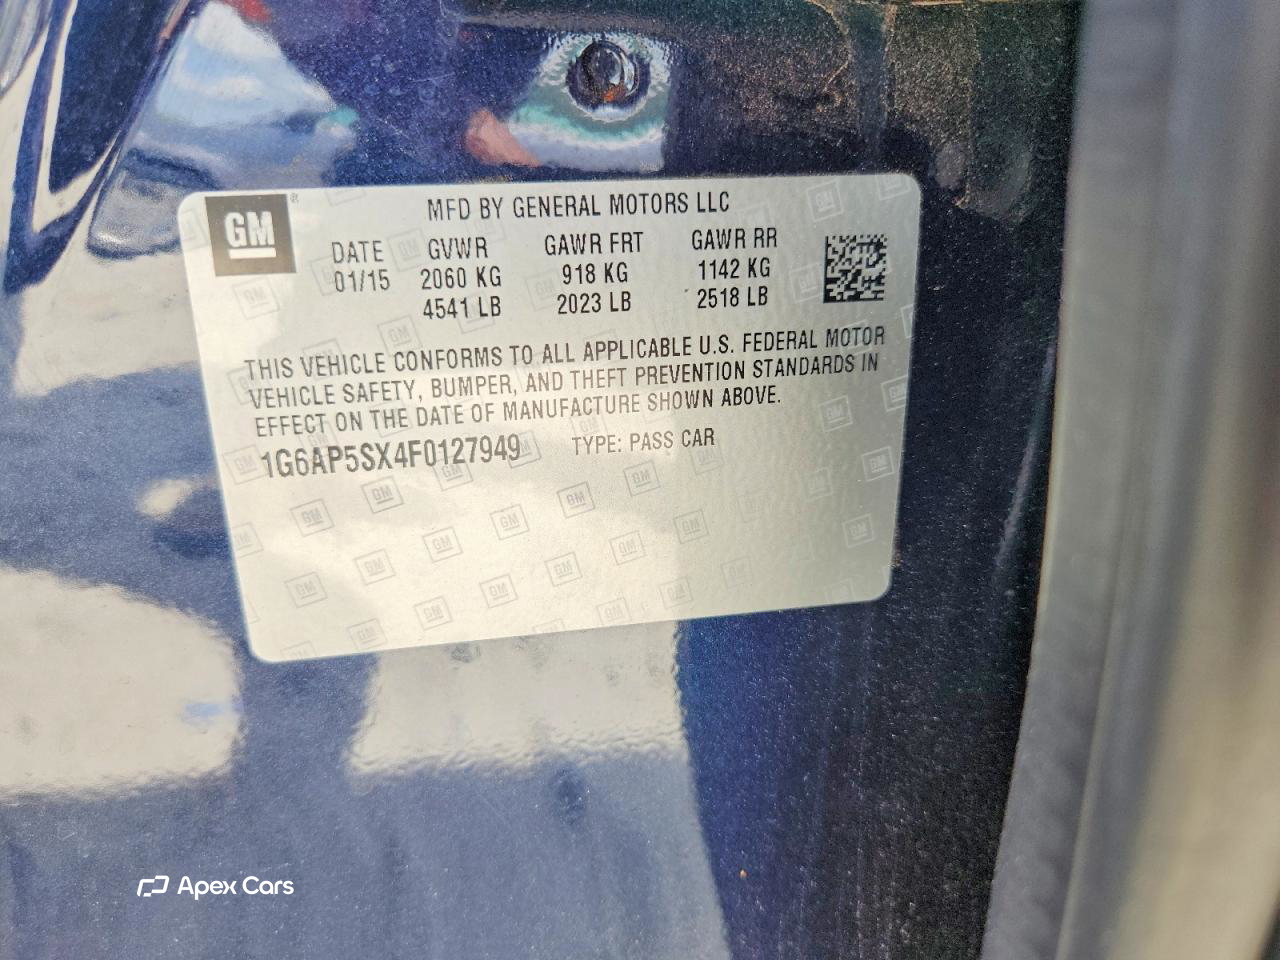 GM
MFD BY GENERAL MOTORS LLC
DATE GVWR GAWR FRT GAWR RR
01/15 2060 KG 918 KG 1142 KG
4541 LB 2023 LB 2518 LB
THIS VEHICLE CONFORMS TO ALL APPLICABLE U.S. FEDERAL MOTOR
VEHICLE SAFETY, BUMPER, AND THEFT PREVENTION STANDARDS IN
EFFECT ON THE DATE OF MANUFACTURE SHOWN ABOVE.
1G6AP5SX4F0127949 TYPE: PASS CAR
Apex Cars